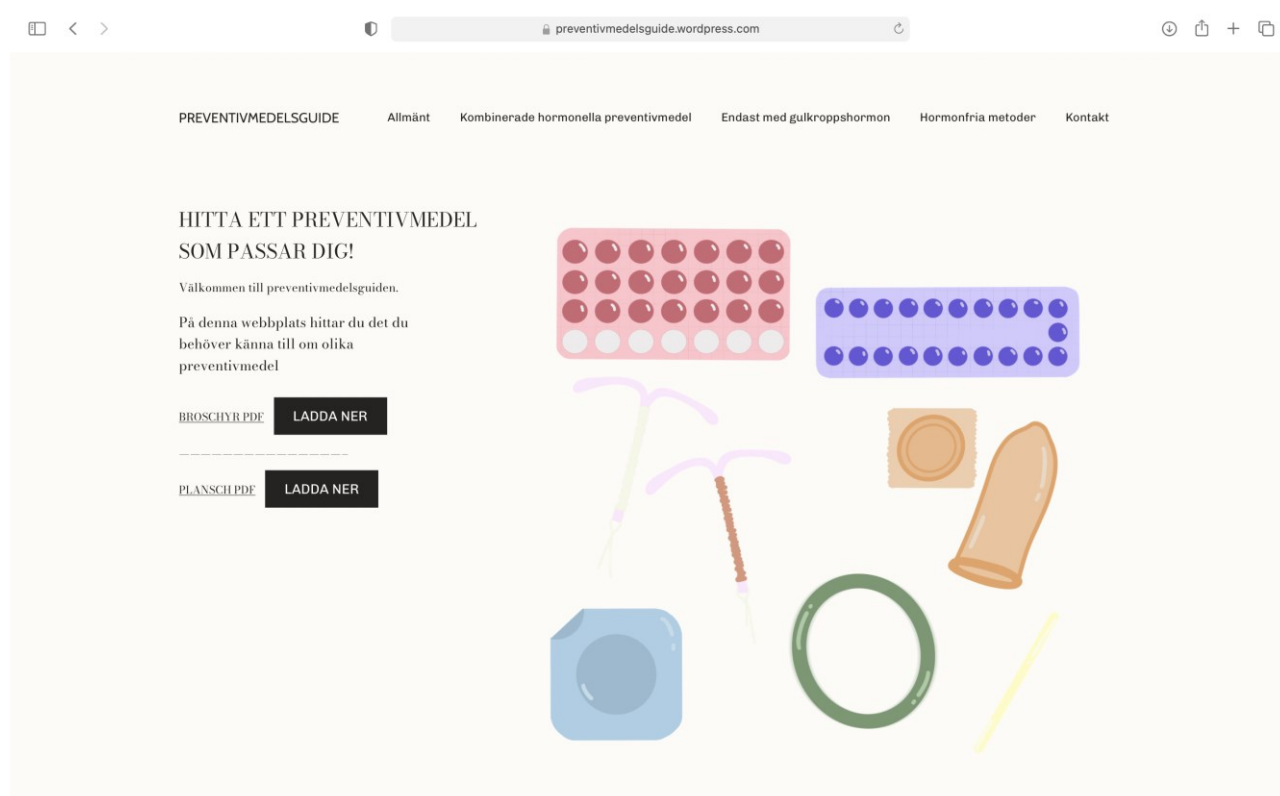 preventivmedelsguide.wordpress.com
PREVENTIVMEDELSGUIDE Allmänt Kombinerade hormonella preventivmedel Endast med gulkroppshormon Hormonfria metoder Kontakt
HITTA ETT PREVENTIVMEDEL
SOM PASSAR DIG!
Välkommen till preventivmedelsguiden.
På denna webbplats hittar du det du
behöver känna till om olika
preventivmedel
BROSCHYR PDF LADDA NER
————————————————–
PLANSCH PDF LADDA NER